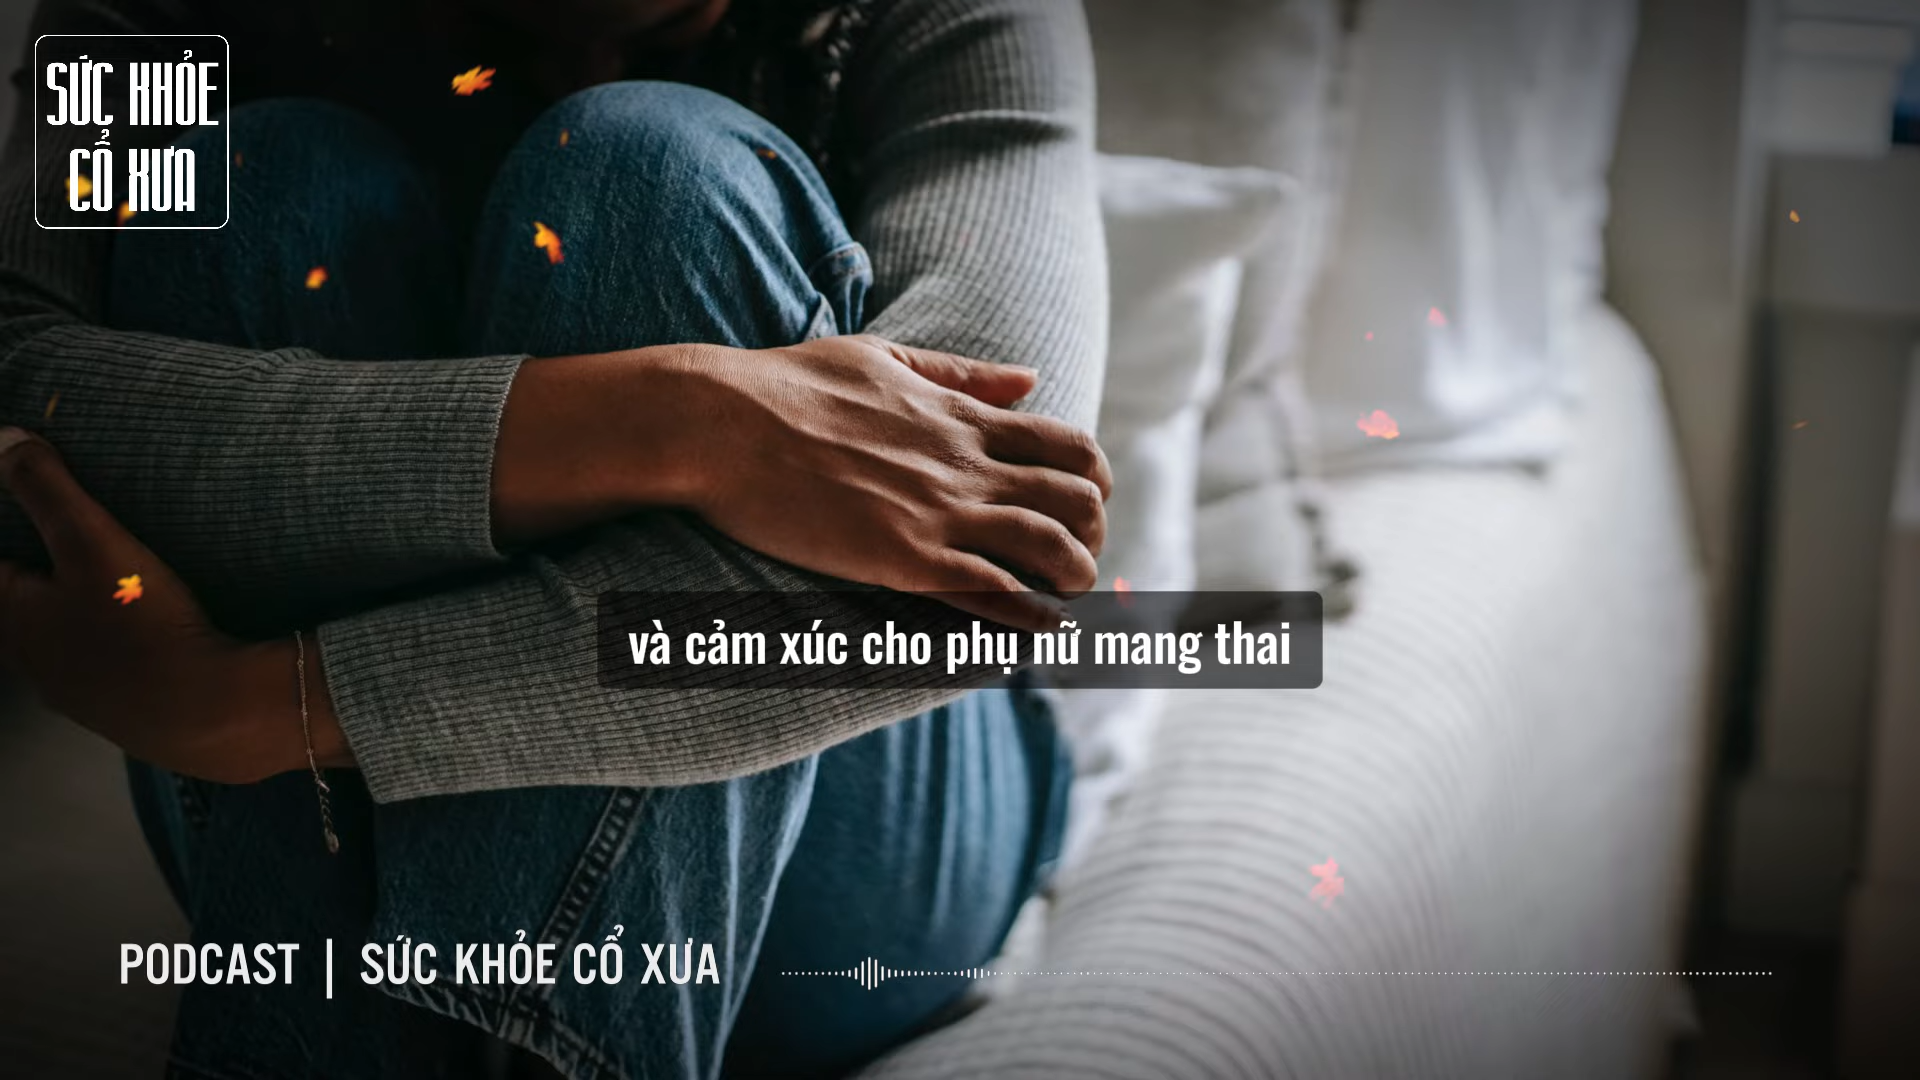 SỨC KHỎE
CỔ XƯA
và cảm xúc cho phụ nữ mang thai
PODCAST | SỨC KHỎE CỔ XƯA